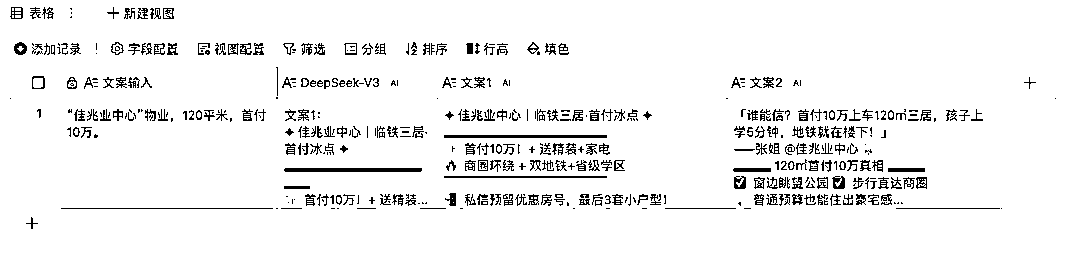 表格 ⋮ + 新建视图
添加记录 字段配置 视图配置 筛选 分组 排序 行高 填色
文案输入 DeepSeek-V3 AI 文案1 AI 文案2 AI +
1
“佳兆业中心”物业，120平米，首付
10万。
文案1：
✦ 佳兆业中心｜临铁三居·
首付冰点 ✦
首付10万！+ 送精装...
✦ 佳兆业中心｜临铁三居·首付冰点 ✦
首付10万！+ 送精装+家电
🔥 商圈环绕 + 双地铁+省级学区
📲 私信预留优惠房号，最后3套小户型！
「谁能信？首付10万上车120㎡三居，孩子上
学5分钟，地铁就在楼下！」
——张姐 @佳兆业中心
120㎡首付10万真相
✅ 窗边眺望公园 ✅ 步行直达商圈
普通预算也能住出豪宅感...
+